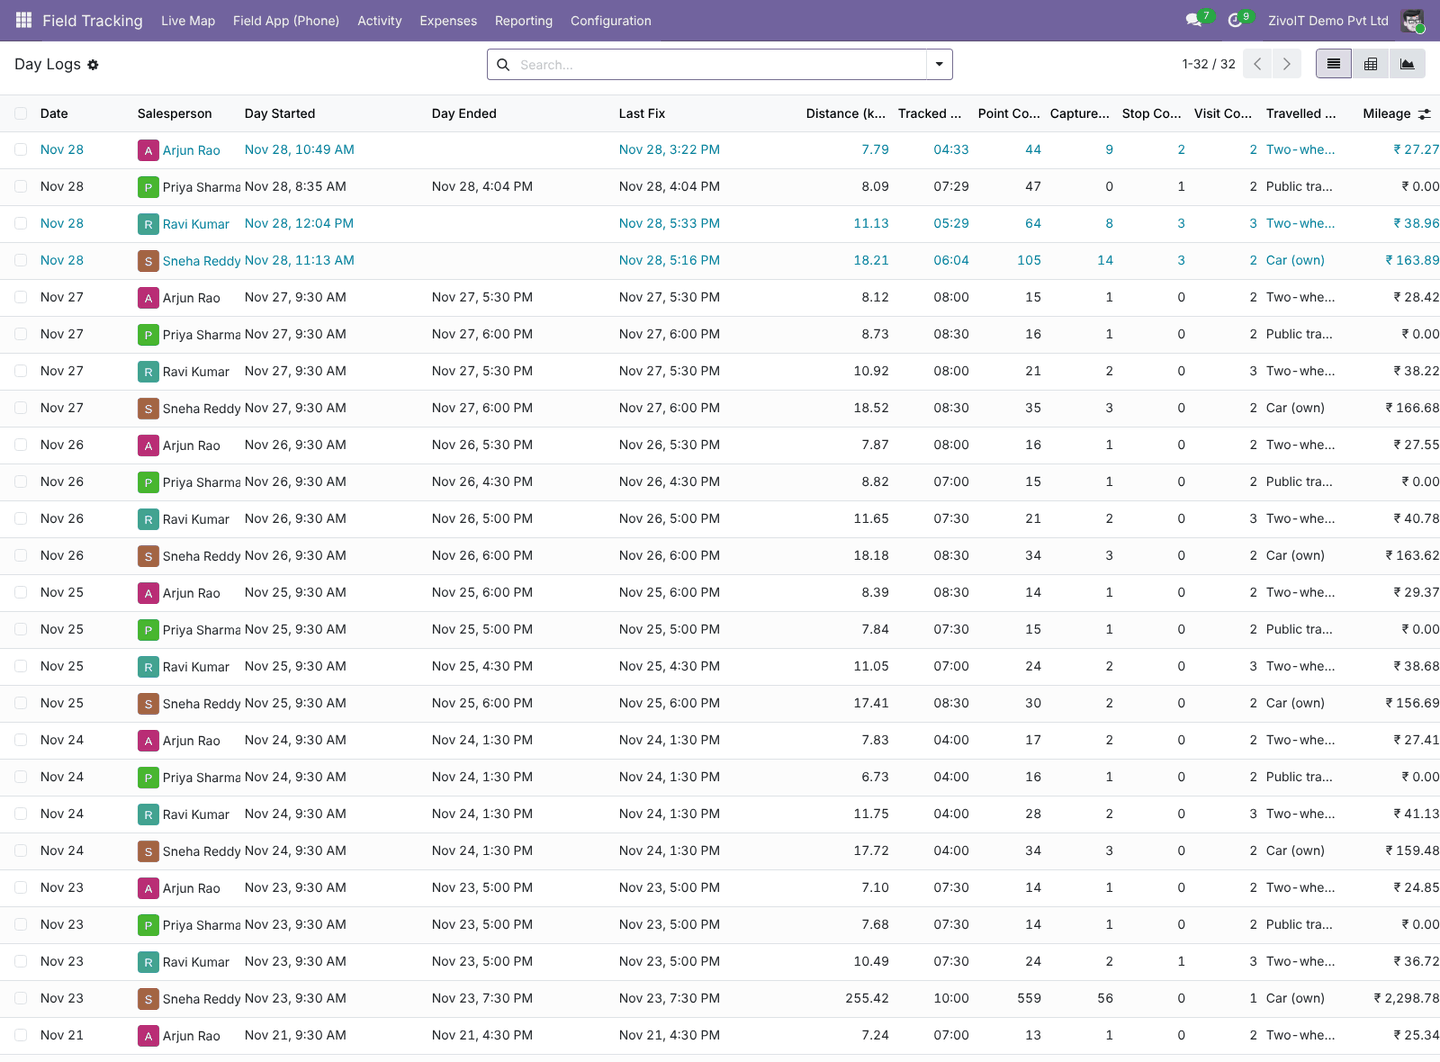 Field Tracking Live Map Field App (Phone) Activity Expenses Reporting Configuration 7 9 ZivoIT Demo Pvt Ltd
Day Logs Search... 1-32 / 32
Date Salesperson Day Started Day Ended Last Fix Distance (k... Tracked ... Point Co... Capture... Stop Co... Visit Co... Travelled ... Mileage
Nov 28 A Arjun Rao Nov 28, 10:49 AM Nov 28, 3:22 PM 7.79 04:33 44 9 2 2 Two-whe... ₹ 27.27
Nov 28 P Priya Sharma Nov 28, 8:35 AM Nov 28, 4:04 PM Nov 28, 4:04 PM 8.09 07:29 47 0 1 2 Public tra... ₹ 0.00
Nov 28 R Ravi Kumar Nov 28, 12:04 PM Nov 28, 5:33 PM 11.13 05:29 64 8 3 3 Two-whe... ₹ 38.96
Nov 28 S Sneha Reddy Nov 28, 11:13 AM Nov 28, 5:16 PM 18.21 06:04 105 14 3 2 Car (own) ₹ 163.89
Nov 27 A Arjun Rao Nov 27, 9:30 AM Nov 27, 5:30 PM Nov 27, 5:30 PM 8.12 08:00 15 1 0 2 Two-whe... ₹ 28.42
Nov 27 P Priya Sharma Nov 27, 9:30 AM Nov 27, 6:00 PM Nov 27, 6:00 PM 8.73 08:30 16 1 0 2 Public tra... ₹ 0.00
Nov 27 R Ravi Kumar Nov 27, 9:30 AM Nov 27, 5:30 PM Nov 27, 5:30 PM 10.92 08:00 21 2 0 3 Two-whe... ₹ 38.22
Nov 27 S Sneha Reddy Nov 27, 9:30 AM Nov 27, 6:00 PM Nov 27, 6:00 PM 18.52 08:30 35 3 0 2 Car (own) ₹ 166.68
Nov 26 A Arjun Rao Nov 26, 9:30 AM Nov 26, 5:30 PM Nov 26, 5:30 PM 7.87 08:00 16 1 0 2 Two-whe... ₹ 27.55
Nov 26 P Priya Sharma Nov 26, 9:30 AM Nov 26, 4:30 PM Nov 26, 4:30 PM 8.82 07:00 15 1 0 2 Public tra... ₹ 0.00
Nov 26 R Ravi Kumar Nov 26, 9:30 AM Nov 26, 5:00 PM Nov 26, 5:00 PM 11.65 07:30 21 2 0 3 Two-whe... ₹ 40.78
Nov 26 S Sneha Reddy Nov 26, 9:30 AM Nov 26, 6:00 PM Nov 26, 6:00 PM 18.18 08:30 34 3 0 2 Car (own) ₹ 163.62
Nov 25 A Arjun Rao Nov 25, 9:30 AM Nov 25, 6:00 PM Nov 25, 6:00 PM 8.39 08:30 14 1 0 2 Two-whe... ₹ 29.37
Nov 25 P Priya Sharma Nov 25, 9:30 AM Nov 25, 5:00 PM Nov 25, 5:00 PM 7.84 07:30 15 1 0 2 Public tra... ₹ 0.00
Nov 25 R Ravi Kumar Nov 25, 9:30 AM Nov 25, 4:30 PM Nov 25, 4:30 PM 11.05 07:00 24 2 0 3 Two-whe... ₹ 38.68
Nov 25 S Sneha Reddy Nov 25, 9:30 AM Nov 25, 6:00 PM Nov 25, 6:00 PM 17.41 08:30 30 2 0 2 Car (own) ₹ 156.69
Nov 24 A Arjun Rao Nov 24, 9:30 AM Nov 24, 1:30 PM Nov 24, 1:30 PM 7.83 04:00 17 2 0 2 Two-whe... ₹ 27.41
Nov 24 P Priya Sharma Nov 24, 9:30 AM Nov 24, 1:30 PM Nov 24, 1:30 PM 6.73 04:00 16 1 0 2 Public tra... ₹ 0.00
Nov 24 R Ravi Kumar Nov 24, 9:30 AM Nov 24, 1:30 PM Nov 24, 1:30 PM 11.75 04:00 28 2 0 3 Two-whe... ₹ 41.13
Nov 24 S Sneha Reddy Nov 24, 9:30 AM Nov 24, 1:30 PM Nov 24, 1:30 PM 17.72 04:00 34 3 0 2 Car (own) ₹ 159.48
Nov 23 A Arjun Rao Nov 23, 9:30 AM Nov 23, 5:00 PM Nov 23, 5:00 PM 7.10 07:30 14 1 0 2 Two-whe... ₹ 24.85
Nov 23 P Priya Sharma Nov 23, 9:30 AM Nov 23, 5:00 PM Nov 23, 5:00 PM 7.68 07:30 14 1 0 2 Public tra... ₹ 0.00
Nov 23 R Ravi Kumar Nov 23, 9:30 AM Nov 23, 5:00 PM Nov 23, 5:00 PM 10.49 07:30 24 2 1 3 Two-whe... ₹ 36.72
Nov 23 S Sneha Reddy Nov 23, 9:30 AM Nov 23, 7:30 PM Nov 23, 7:30 PM 255.42 10:00 559 56 0 1 Car (own) ₹ 2,298.78
Nov 21 A Arjun Rao Nov 21, 9:30 AM Nov 21, 4:30 PM Nov 21, 4:30 PM 7.24 07:00 13 1 0 2 Two-whe... ₹ 25.34